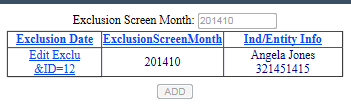 Exclusion Screen Month: 201410
Exclusion Date ExclusionScreenMonth Ind/Entity Info
Edit Exclu
&ID=12 201410 Angela Jones
321451415
ADD